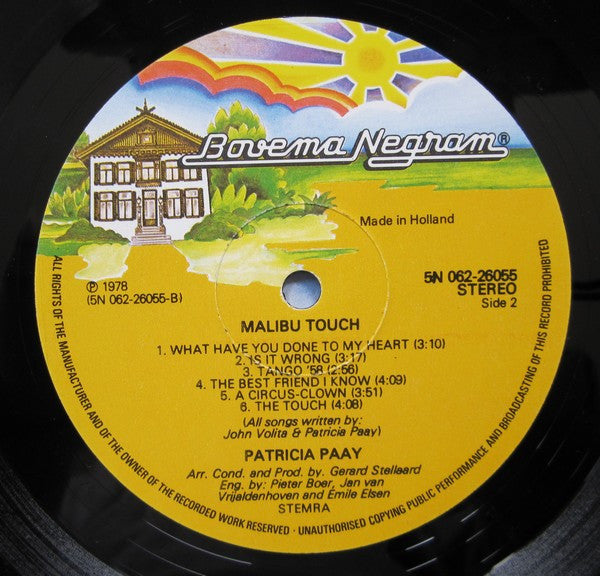 Bovema Negram®
Made in Holland
℗ 1978
(5N 062-26055-B)
5N 062-26055
STEREO
Side 2
MALIBU TOUCH
1. WHAT HAVE YOU DONE TO MY HEART (3:10)
2. IS IT WRONG (3:17)
3. TANGO '58 (2:56)
4. THE BEST FRIEND I KNOW (4:09)
5. A CIRCUS-CLOWN (3:51)
6. THE TOUCH (4:08)
(All songs written by:
John Volita & Patricia Paay)
PATRICIA PAAY
Arr. Cond. and Prod. by. Gerard Stellaard
Eng. by: Pieter Boer, Jan van
Vrijaldenhoven and Emile Elsen
STEMRA
ALL RIGHTS OF THE MANUFACTURER AND OF THE OWNER OF THE RECORDED WORK RESERVED · UNAUTHORISED COPYING PUBLIC PERFORMANCE AND BROADCASTING OF THIS RECORD PROHIBITED